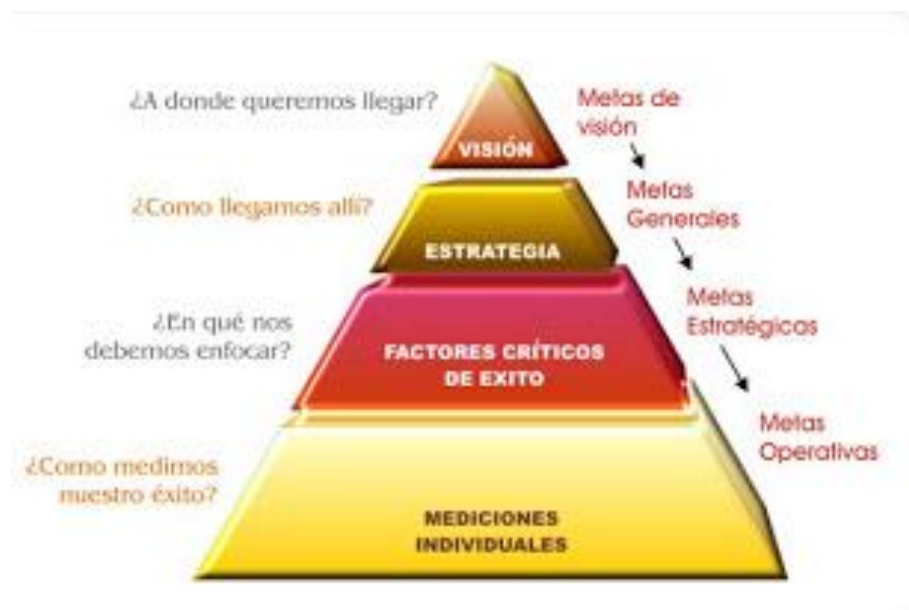 ¿A donde queremos llegar?
Metas de
visión
VISIÓN
¿Como llegamos allí?
Metas
Generales
ESTRATEGIA
¿En qué nos
debemos enfocar?
Metas
Estratégicas
FACTORES CRÍTICOS
DE EXITO
Metas
Operativas
¿Como medimos
nuestro éxito?
MEDICIONES
INDIVIDUALES